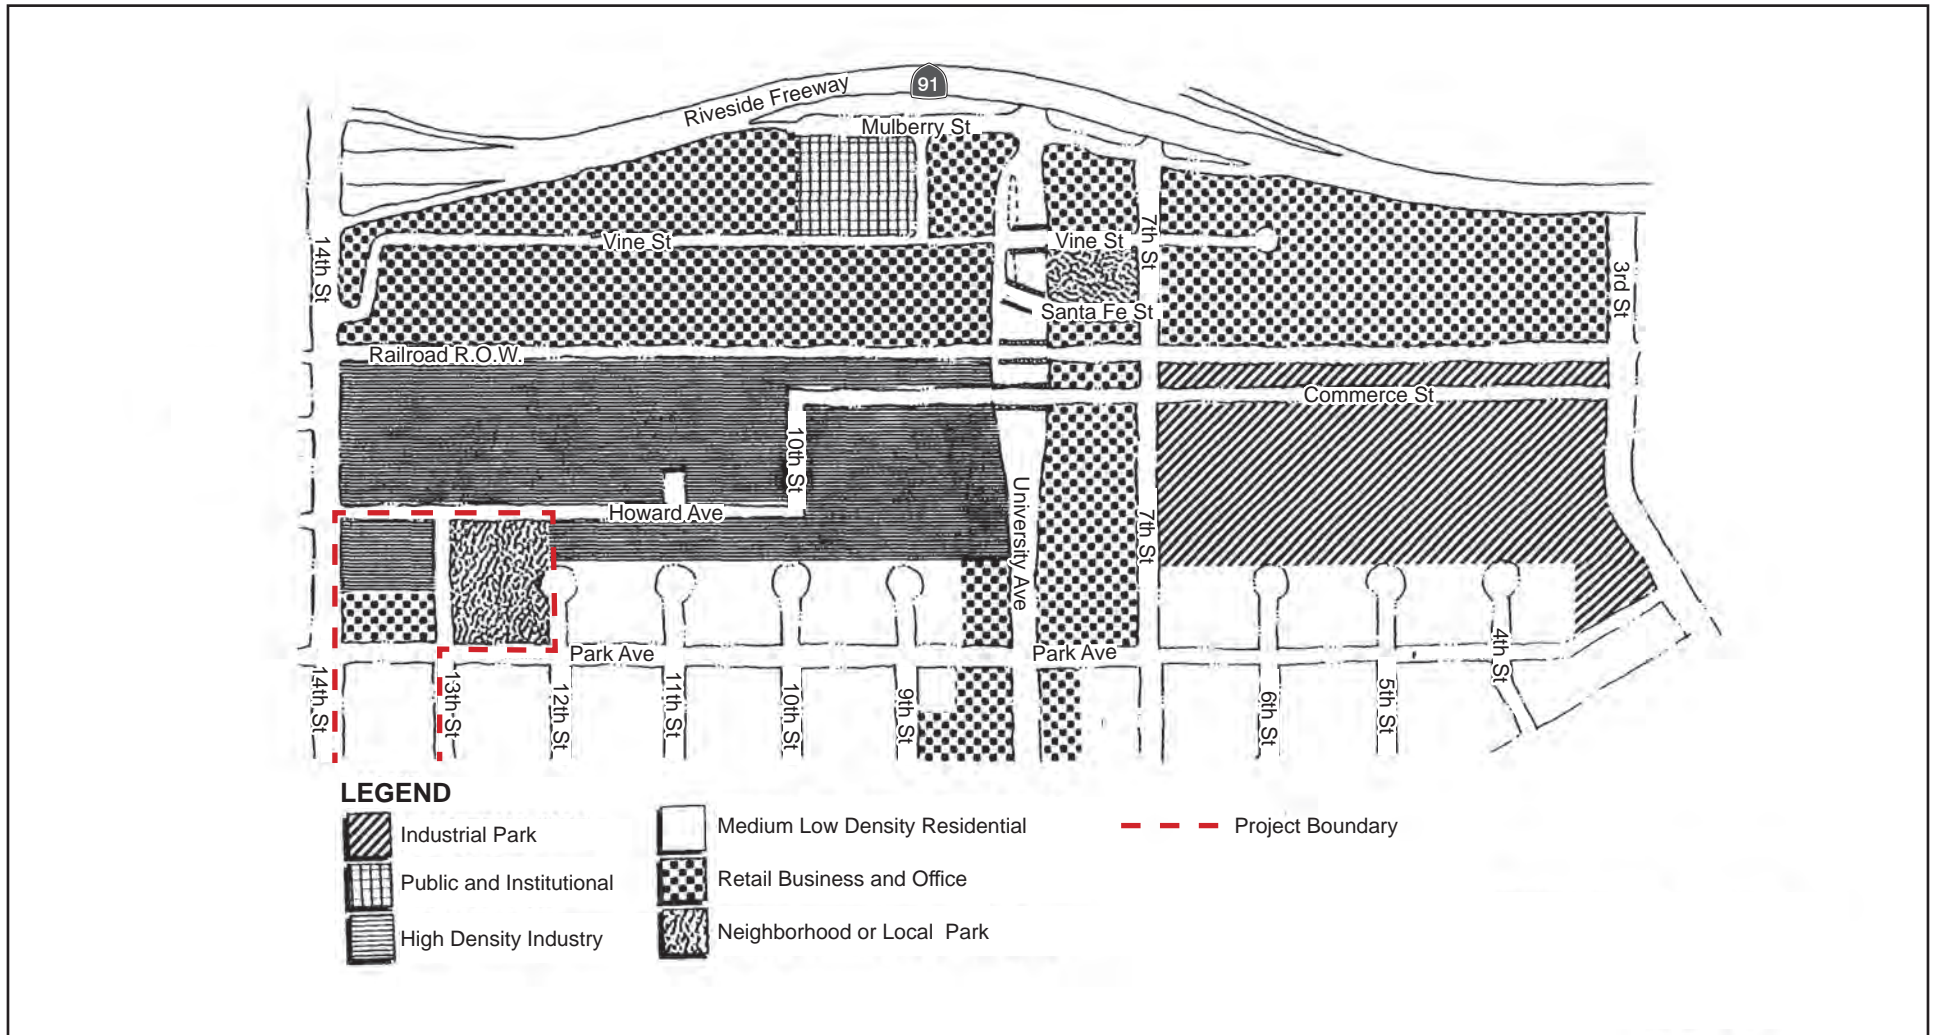 91
Riveside Freeway
Mulberry St
14th St
Vine St
Vine St
7th St
3rd St
Santa Fe St
Railroad R.O.W.
Commerce St
10th St
University Ave
7th St
Howard Ave
Park Ave
Park Ave
4th St
14th St
13th St
12th St
11th St
10th St
9th St
6th St
5th St
LEGEND
Industrial Park
Public and Institutional
High Density Industry
Medium Low Density Residential
Retail Business and Office
Neighborhood or Local Park
Project Boundary